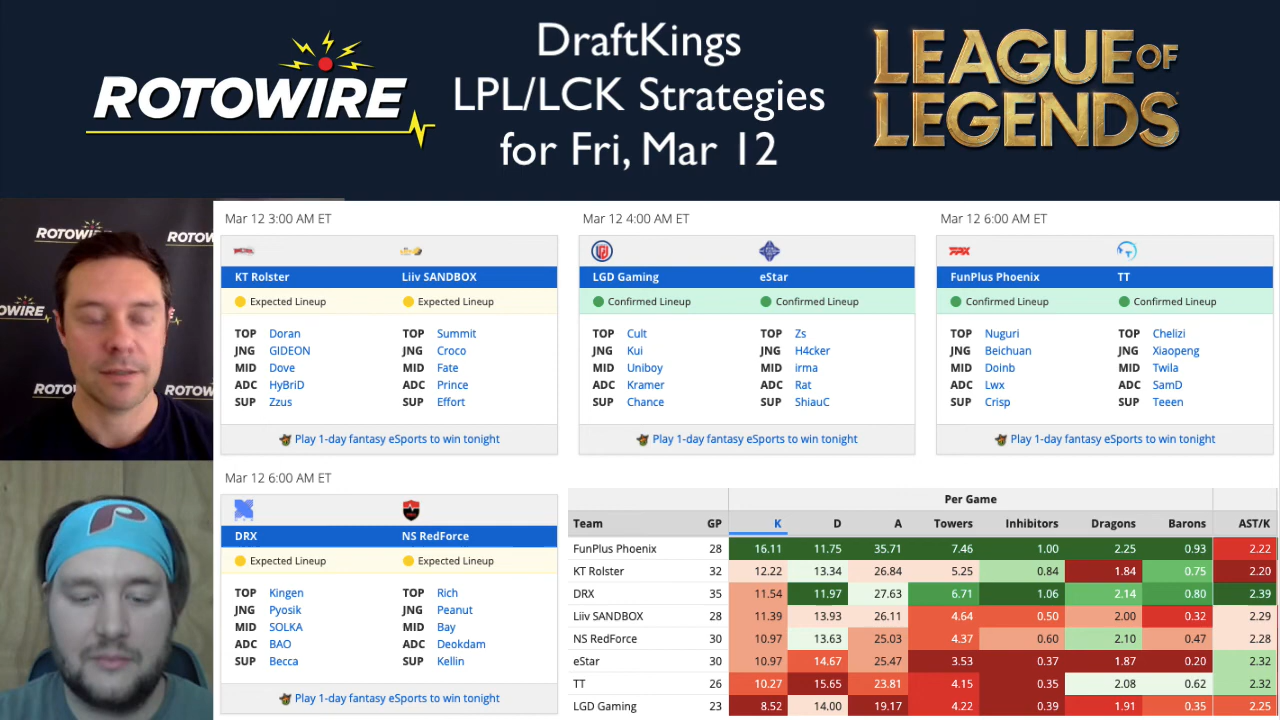 ROTOWIRE
DraftKings
LPL/LCK Strategies
for Fri, Mar 12
LEAGUE OF
LEGENDS
ROTOWIRE
ROTOW
OWIRE
ROTO
ROTOW
Mar 12 3:00 AM ET
KT Rolster Liiv SANDBOX
Expected Lineup Expected Lineup
TOP Doran TOP Summit
JNG GIDEON JNG Croco
MID Dove MID Fate
ADC HyBriD ADC Prince
SUP Zzus SUP Effort
Play 1-day fantasy eSports to win tonight
Mar 12 4:00 AM ET
LGD Gaming eStar
Confirmed Lineup Confirmed Lineup
TOP Cult TOP Zs
JNG Kui JNG H4cker
MID Uniboy MID irma
ADC Kramer ADC Rat
SUP Chance SUP ShiauC
Play 1-day fantasy eSports to win tonight
Mar 12 6:00 AM ET
FPX
FunPlus Phoenix TT
Confirmed Lineup Confirmed Lineup
TOP Nuguri TOP Chelizi
JNG Beichuan JNG Xiaopeng
MID Doinb MID Twila
ADC Lwx ADC SamD
SUP Crisp SUP Teeen
Play 1-day fantasy eSports to win tonight
Mar 12 6:00 AM ET
DRX NS RedForce
Expected Lineup Expected Lineup
TOP Kingen TOP Rich
JNG Pyosik JNG Peanut
MID SOLKA MID Bay
ADC BAO ADC Deokdam
SUP Becca SUP Kellin
Play 1-day fantasy eSports to win tonight
Per Game
Team GP K D A Towers Inhibitors Dragons Barons AST/K
FunPlus Phoenix 28 16.11 11.75 35.71 7.46 1.00 2.25 0.93 2.22
KT Rolster 32 12.22 13.34 26.84 5.25 0.84 1.84 0.75 2.20
DRX 35 11.54 11.97 27.63 6.71 1.06 2.14 0.80 2.39
Liiv SANDBOX 28 11.39 13.93 26.11 4.64 0.50 2.00 0.32 2.29
NS RedForce 30 10.97 13.63 25.03 4.37 0.60 2.10 0.47 2.28
eStar 30 10.97 14.67 25.47 3.53 0.37 1.87 0.20 2.32
TT 26 10.27 15.65 23.81 4.15 0.35 2.08 0.62 2.32
LGD Gaming 23 8.52 14.00 19.17 4.22 0.39 1.91 0.35 2.25